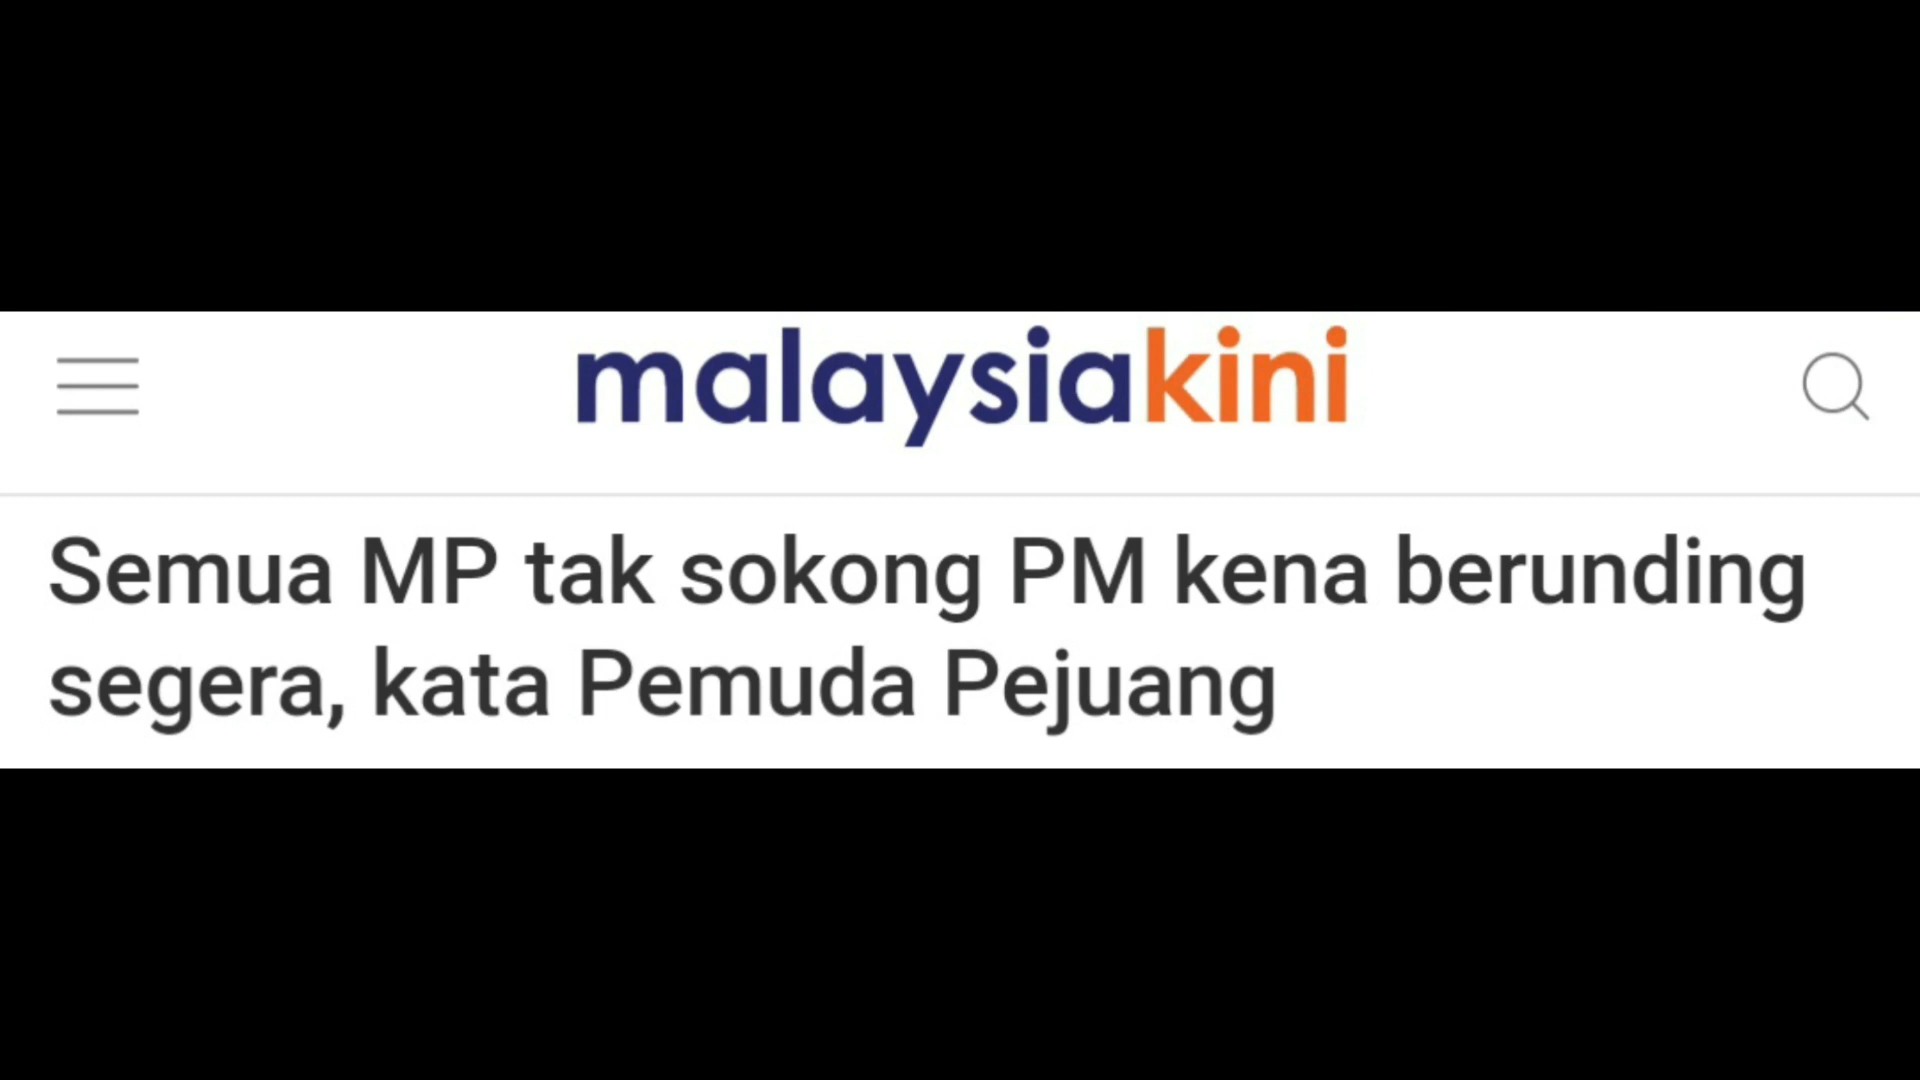 malaysiakini
Semua MP tak sokong PM kena berunding
segera, kata Pemuda Pejuang